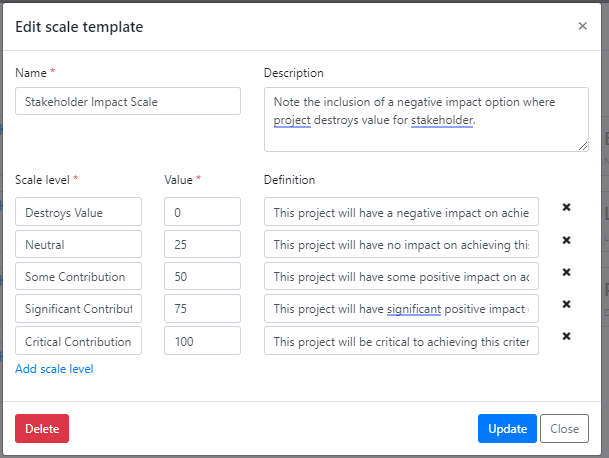 Edit scale template
×
Name *
Description
Stakeholder Impact Scale
Note the inclusion of a negative impact option where
project destroys value for stakeholder.
Scale level *
Value *
Definition
Destroys Value
0
This project will have a negative impact on achie
Neutral
25
This project will have no impact on achieving thi
Some Contribution
50
This project will have some positive impact on ac
Significant Contribut
75
This project will have significant positive impact
Critical Contribution
100
This project will be critical to achieving this criter
Add scale level
Delete
Update
Close